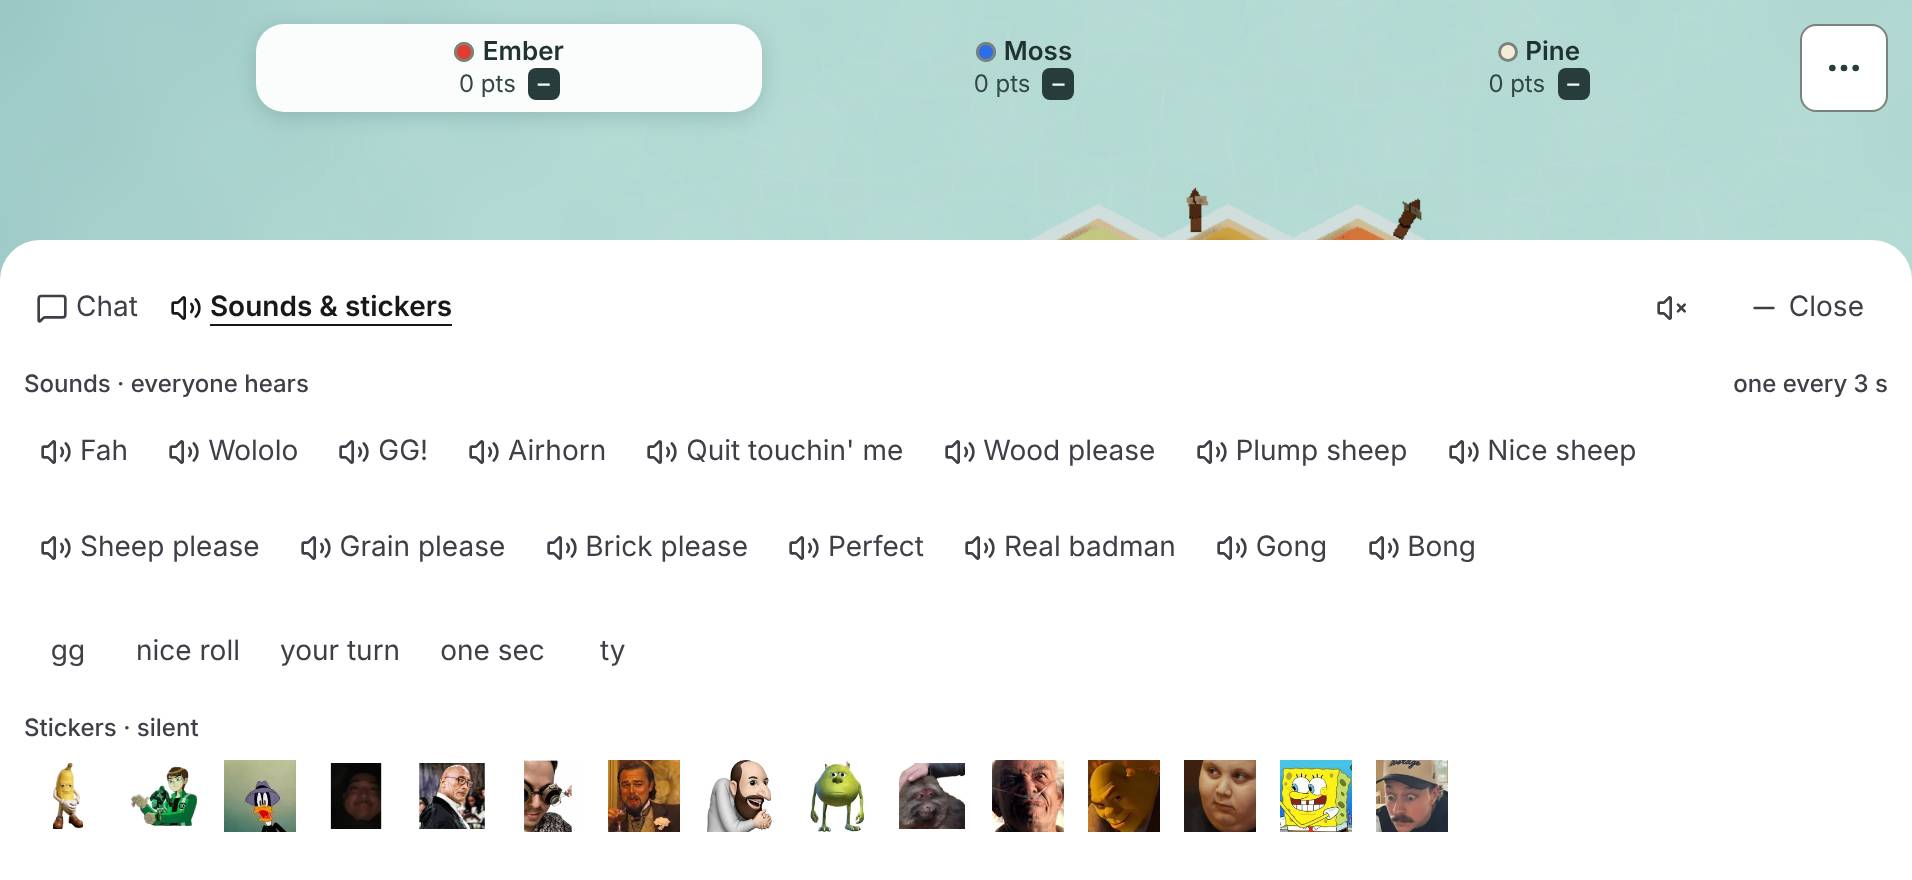 Ember
0 pts
Moss
0 pts
Pine
0 pts
Chat
Sounds & stickers
Close
Sounds · everyone hears
one every 3 s
Fah Wololo GG! Airhorn Quit touchin' me Wood please Plump sheep Nice sheep
Sheep please Grain please Brick please Perfect Real badman Gong Bong
gg nice roll your turn one sec ty
Stickers · silent